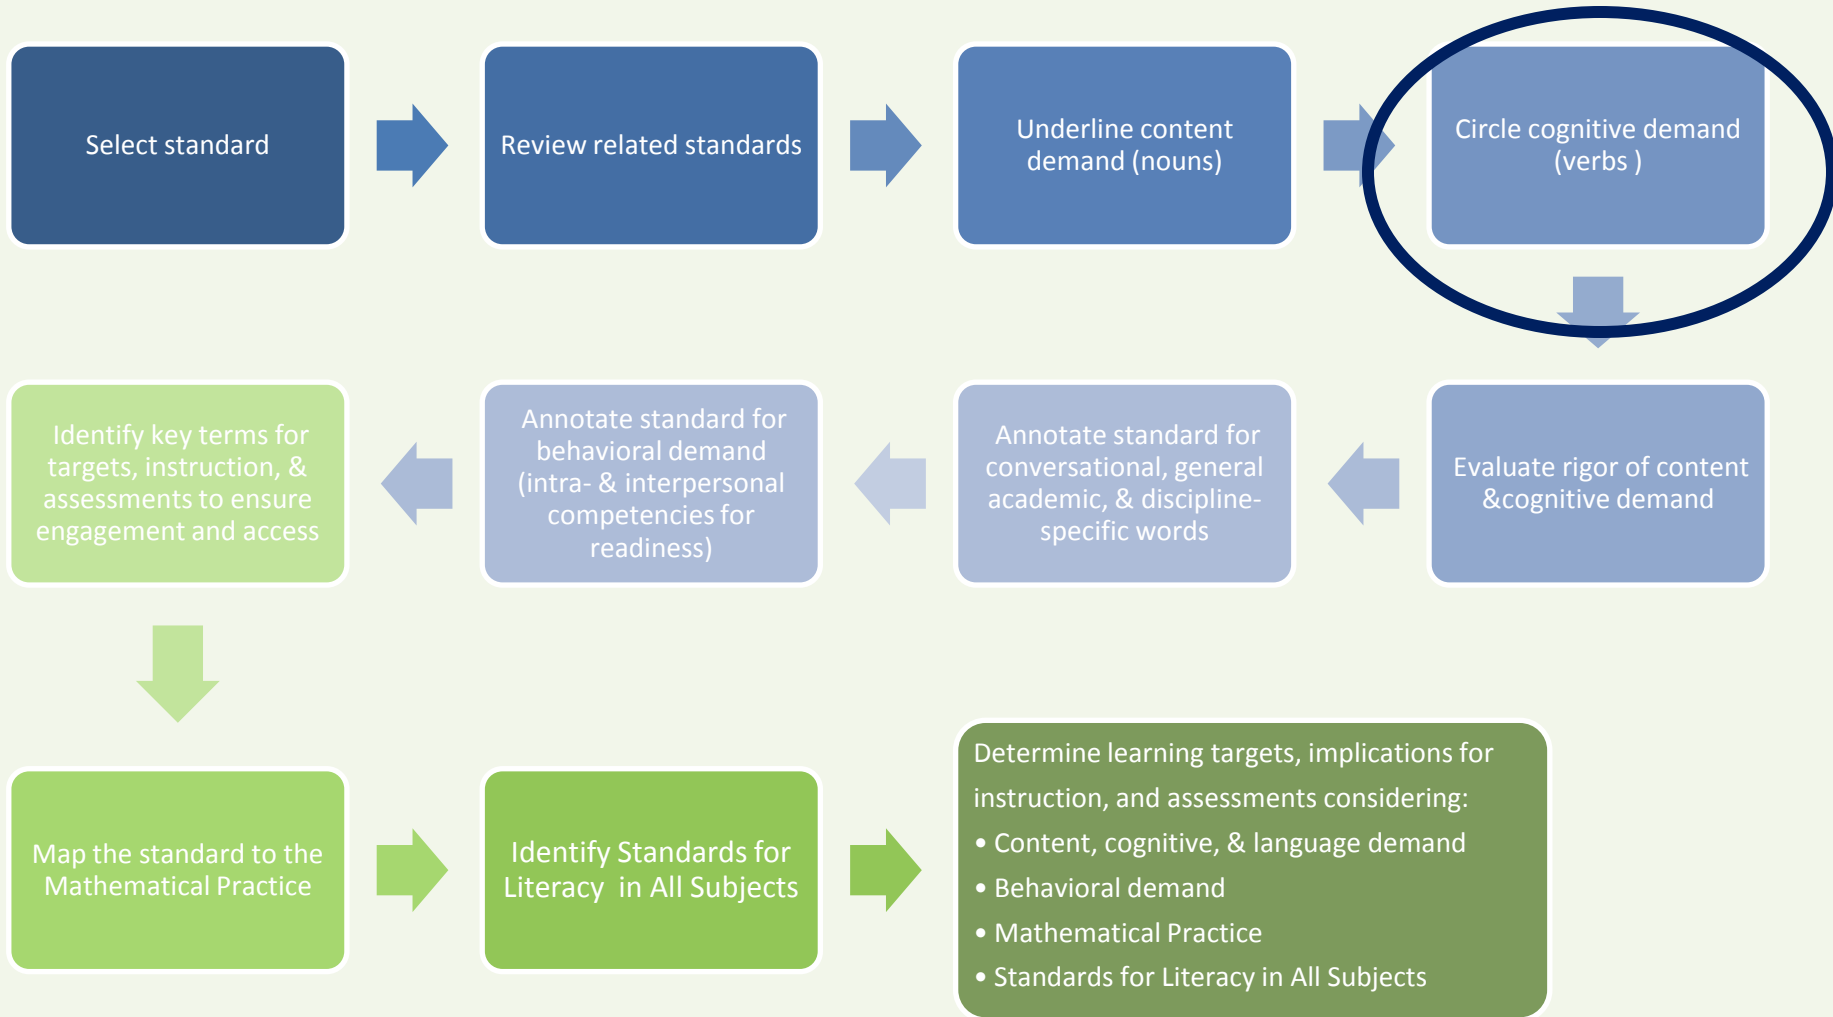 Select standard
Review related standards
Underline content
demand (nouns)
Circle cognitive demand
(verbs )
Evaluate rigor of content
&cognitive demand
Annotate standard for
conversational, general
academic, & discipline-
specific words
Annotate standard for
behavioral demand
(intra- & interpersonal
competencies for
readiness)
Identify key terms for
targets, instruction, &
assessments to ensure
engagement and access
Map the standard to the
Mathematical Practice
Identify Standards for
Literacy  in All Subjects
Determine learning targets, implications for
instruction, and assessments considering:
• Content, cognitive, & language demand
• Behavioral demand
• Mathematical Practice
• Standards for Literacy in All Subjects